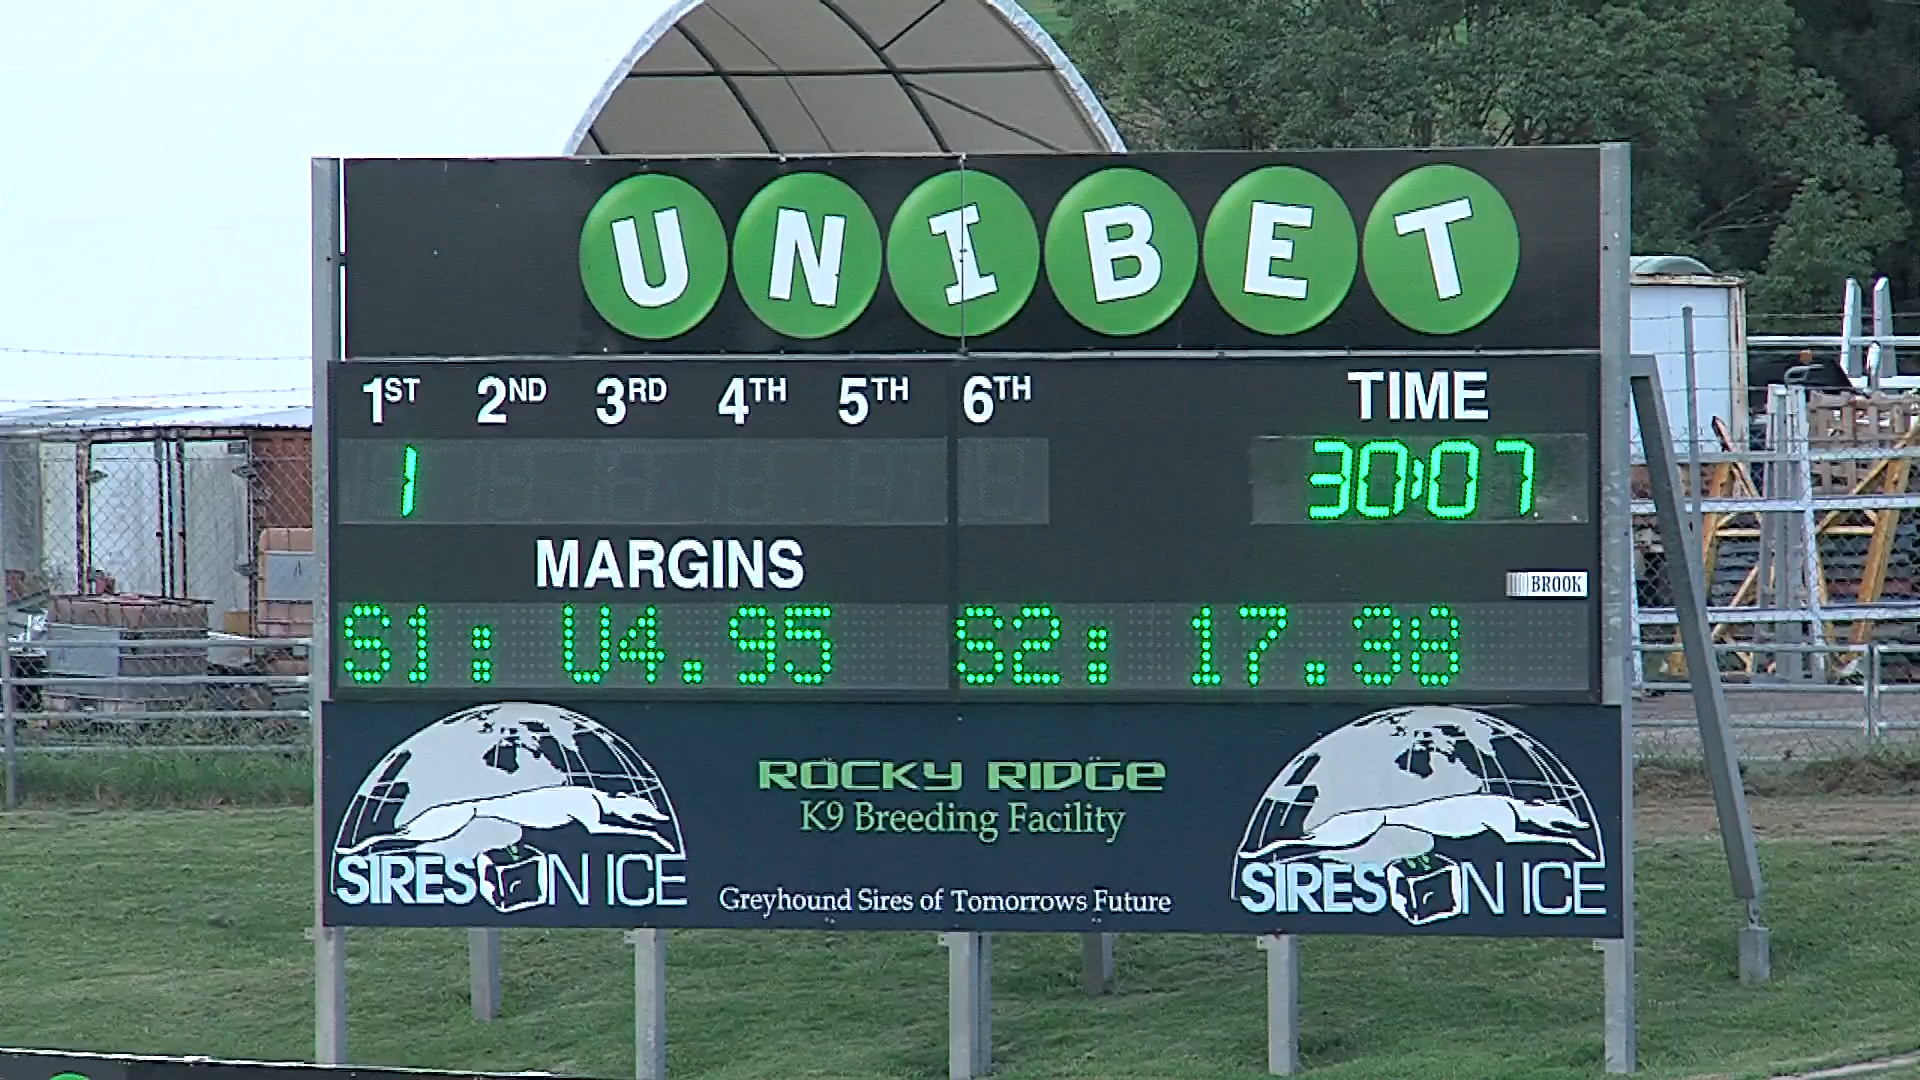 UNIBET
1ST 2ND 3RD 4TH 5TH 6TH TIME
1 30:07
MARGINS
BROOK
S1: U4.95 S2: 17.38
ROCKY RIDGE
K9 Breeding Facility
SIRES ON ICE
Greyhound Sires of Tomorrows Future
SIRES ON ICE